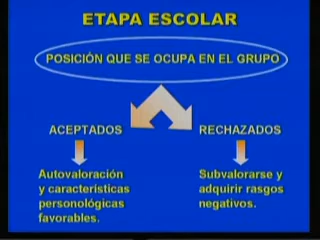 ETAPA ESCOLAR
POSICIÓN QUE SE OCUPA EN EL GRUPO
ACEPTADOS
RECHAZADOS
Autovaloración
y características
personológicas
favorables.
Subvalorarse y
adquirir rasgos
negativos.